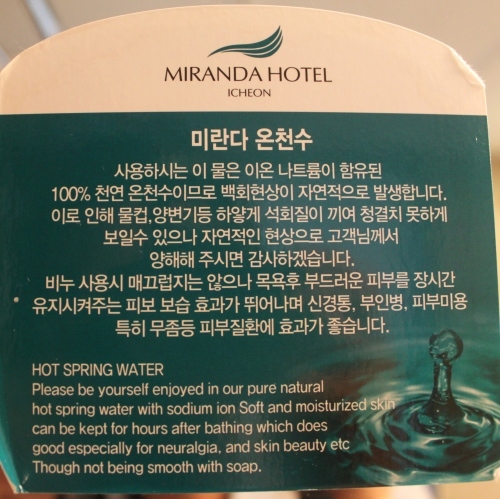 MIRANDA HOTEL
ICHEON
미란다 온천수
사용하시는 이 물은 이온 나트륨이 함유된
100% 천연 온천수이므로 백회현상이 자연적으로 발생합니다.
이로 인해 물컵,양변기등 하얗게 석회질이 끼여 청결치 못하게
보일수 있으나 자연적인 현상으로 고객님께서
양해해 주시면 감사하겠습니다.
비누 사용시 매끄럽지는 않으나 목욕후 부드러운 피부를 장시간
유지시켜주는 피보 보습 효과가 뛰어나며 신경통, 부인병, 피부미용
특히 무좀등 피부질환에 효과가 좋습니다.
HOT SPRING WATER
Please be yourself enjoyed in our pure natural
hot spring water with sodium ion Soft and moisturized skin
can be kept for hours after bathing which does
good especially for neuralgia, and skin beauty etc
Though not being smooth with soap.